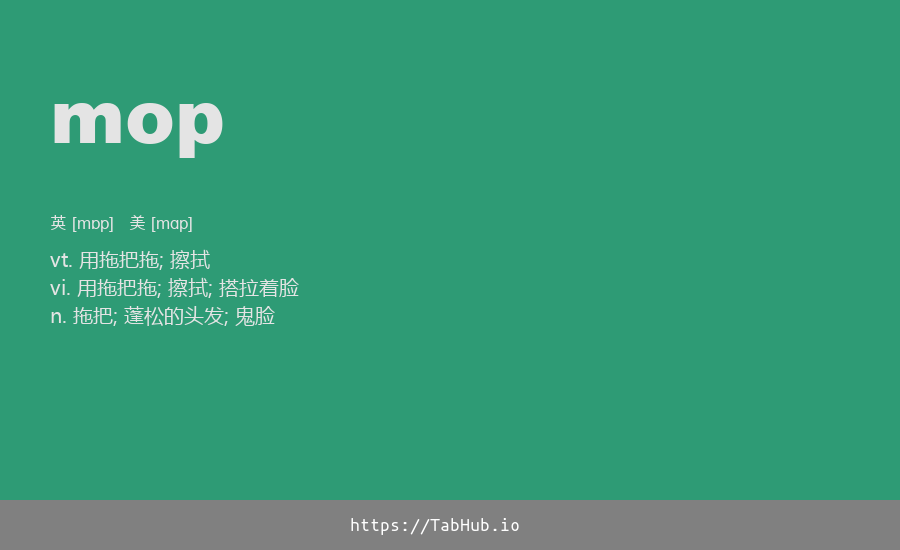 mop
英 [mɒp] 美 [mɑp]
vt. 用拖把拖; 擦拭
vi. 用拖把拖; 擦拭; 搭拉着脸
n. 拖把; 蓬松的头发; 鬼脸
https://TabHub.io